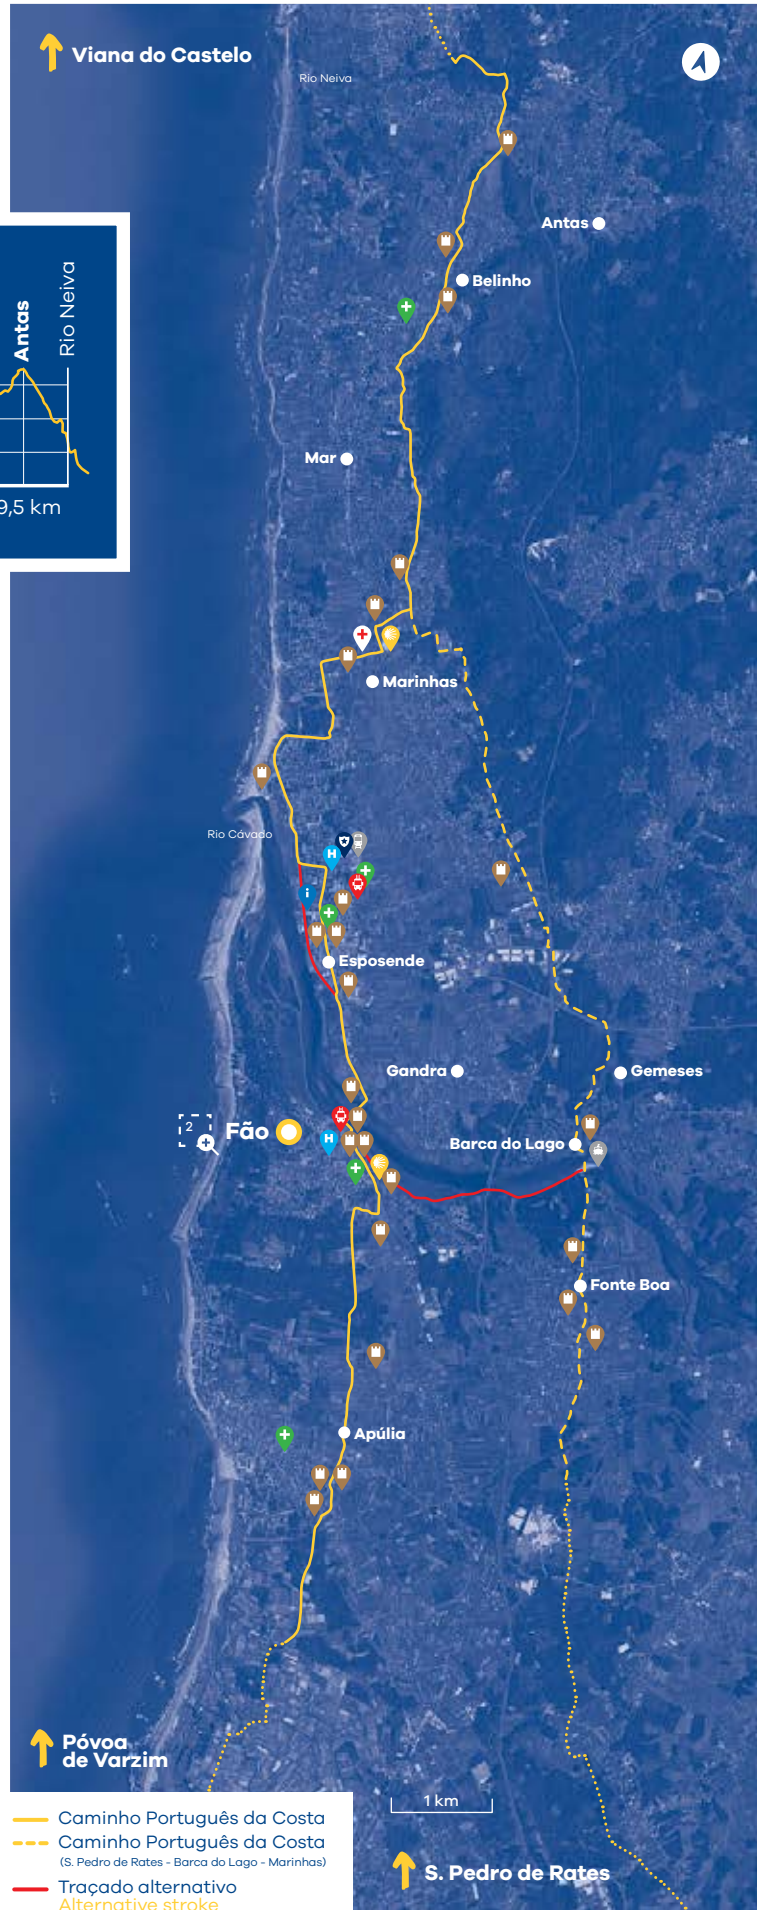 Viana do Castelo
Rio Neiva
Antas
Belinho
Antas
Rio Neiva
9,5 km
Mar
Marinhas
Rio Cávado
H
i
Esposende
Gandra
Gemeses
2
Fão
H
Barca do Lago
Fonte Boa
Apúlia
Póvoa
de Varzim
1 km
Caminho Português da Costa
Caminho Português da Costa
(S. Pedro de Rates - Barca do Lago - Marinhas)
Traçado alternativo
Alternative stroke
S. Pedro de Rates